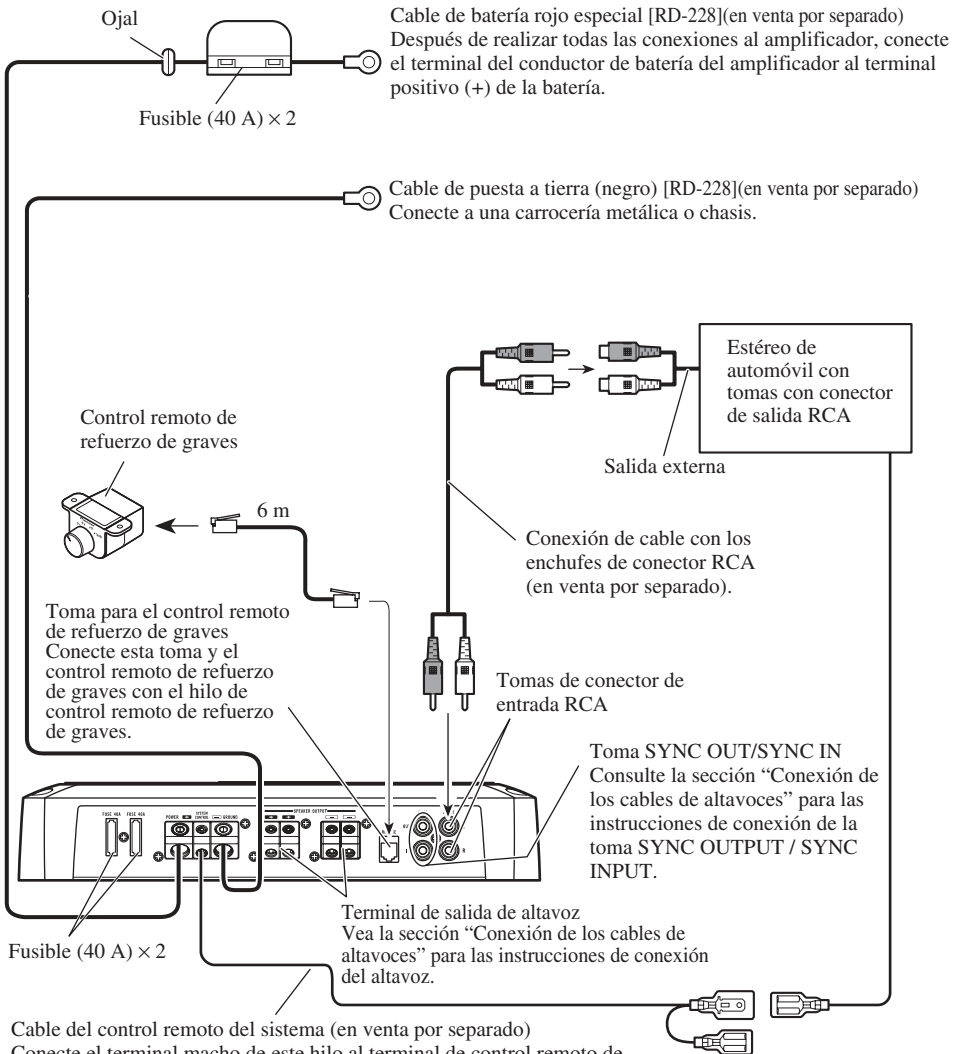 Ojal
Cable de batería rojo especial [RD-228](en venta por separado)
Después de realizar todas las conexiones al amplificador, conecte
el terminal del conductor de batería del amplificador al terminal
positivo (+) de la batería.
Fusible (40 A) × 2
Cable de puesta a tierra (negro) [RD-228](en venta por separado)
Conecte a una carrocería metálica o chasis.
Estéreo de
automóvil con
tomas con conector
de salida RCA
Salida externa
Control remoto de
refuerzo de graves
6 m
Conexión de cable con los
enchufes de conector RCA
(en venta por separado).
Toma para el control remoto
de refuerzo de graves
Conecte esta toma y el
control remoto de refuerzo
de graves con el hilo de
control remoto de refuerzo
de graves.
Tomas de conector de
entrada RCA
Toma SYNC OUT/SYNC IN
Consulte la sección “Conexión de
los cables de altavoces” para las
instrucciones de conexión de la
toma SYNC OUTPUT / SYNC
INPUT.
FUSE 40A FUSE 40A
POWER
SYSTEM
CONTROL
GROUND
SPEAKER OUTPUT
R
Terminal de salida de altavoz
Vea la sección “Conexión de los cables de
altavoces” para las instrucciones de conexión
del altavoz.
Fusible (40 A) × 2
Cable del control remoto del sistema (en venta por separado)
Conecte el terminal macho de este hilo al terminal de control remoto de